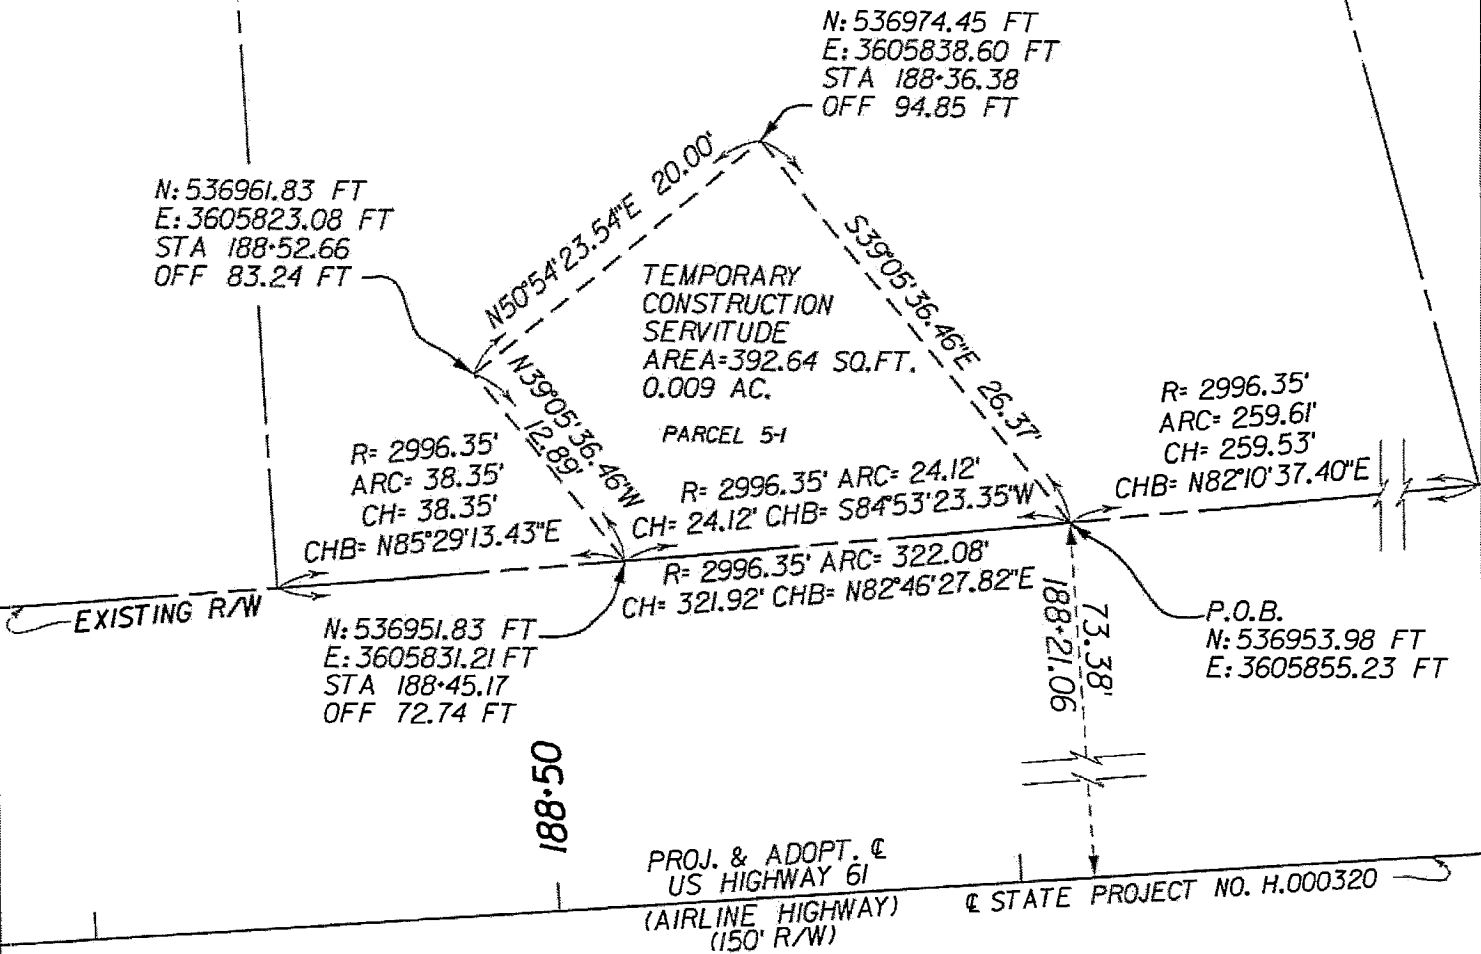 N: 536974.45 FT
E: 3605838.60 FT
STA 188+36.38
OFF 94.85 FT
N: 536961.83 FT
E: 3605823.08 FT
STA 188+52.66
OFF 83.24 FT
N50°54'23.54"E 20.00'
S39°05'36.46"E 26.37'
TEMPORARY
CONSTRUCTION
SERVITUDE
AREA=392.64 SQ.FT.
0.009 AC.
PARCEL 5-1
N39°05'36.46"W
12.89'
R= 2996.35'
ARC= 38.35'
CH= 38.35'
CHB= N85°29'13.43"E
R= 2996.35' ARC= 24.12'
CH= 24.12' CHB= S84°53'23.35"W
R= 2996.35'
ARC= 259.61'
CH= 259.53'
CHB= N82°10'37.40"E
R= 2996.35' ARC= 322.08'
CH= 321.92' CHB= N82°46'27.82"E
EXISTING R/W
N: 536951.83 FT
E: 3605831.21 FT
STA 188+45.17
OFF 72.74 FT
73.38'
188+21.06
P.O.B.
N: 536953.98 FT
E: 3605855.23 FT
188+50
PROJ. & ADOPT. ℄
US HIGHWAY 61
(AIRLINE HIGHWAY)
(150' R/W)
℄ STATE PROJECT NO. H.000320